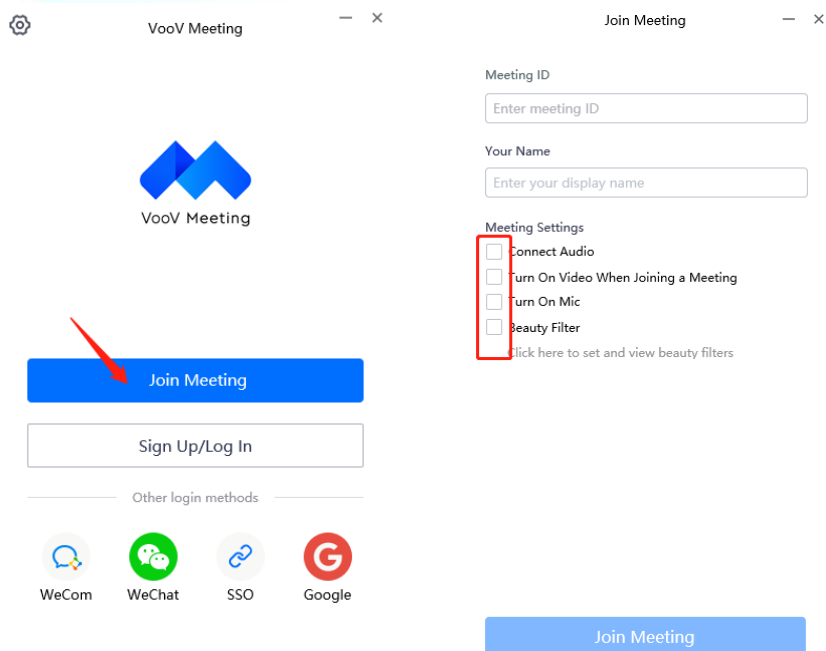 VooV Meeting
VooV Meeting
Join Meeting
Sign Up/Log In
Other login methods
WeCom
WeChat
SSO
Google
Join Meeting
Meeting ID
Enter meeting ID
Your Name
Enter your display name
Meeting Settings
Connect Audio
Turn On Video When Joining a Meeting
Turn On Mic
Beauty Filter
Click here to set and view beauty filters
Join Meeting